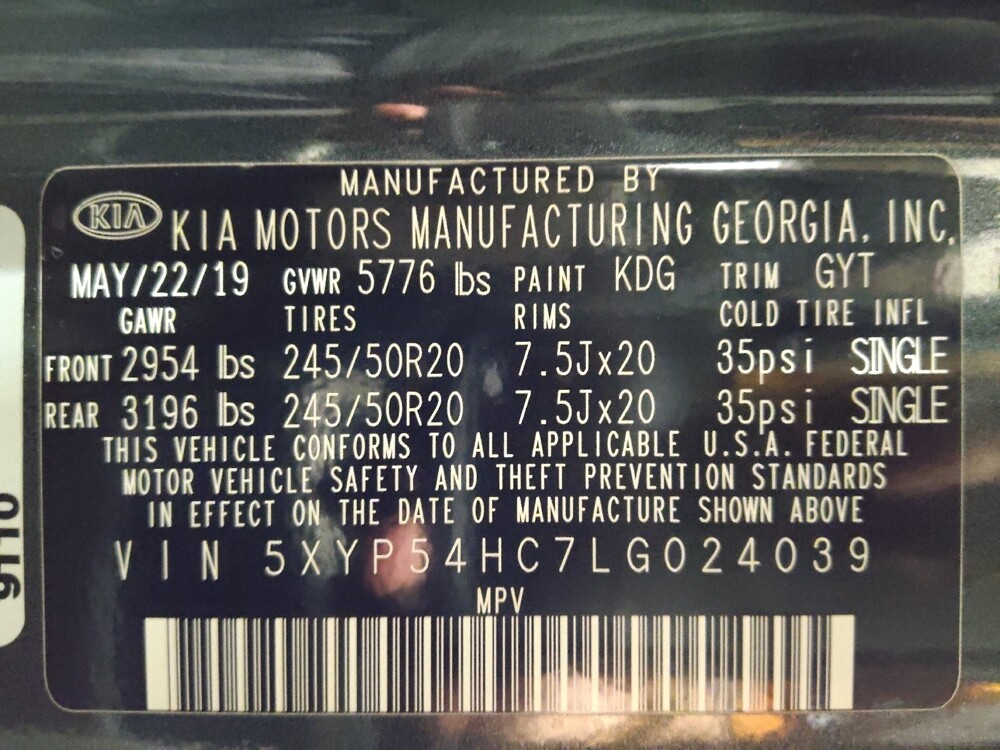 MANUFACTURED BY
KIA KIA MOTORS MANUFACTURING GEORGIA, INC.
MAY/22/19 GVWR 5776 lbs PAINT KDG TRIM GYT
GAWR TIRES RIMS COLD TIRE INFL
FRONT 2954 lbs 245/50R20 7.5Jx20 35psi SINGLE
REAR 3196 lbs 245/50R20 7.5Jx20 35psi SINGLE
THIS VEHICLE CONFORMS TO ALL APPLICABLE U.S.A. FEDERAL
MOTOR VEHICLE SAFETY AND THEFT PREVENTION STANDARDS
IN EFFECT ON THE DATE OF MANUFACTURE SHOWN ABOVE
VIN 5XYP54HC7LG024039
MPV